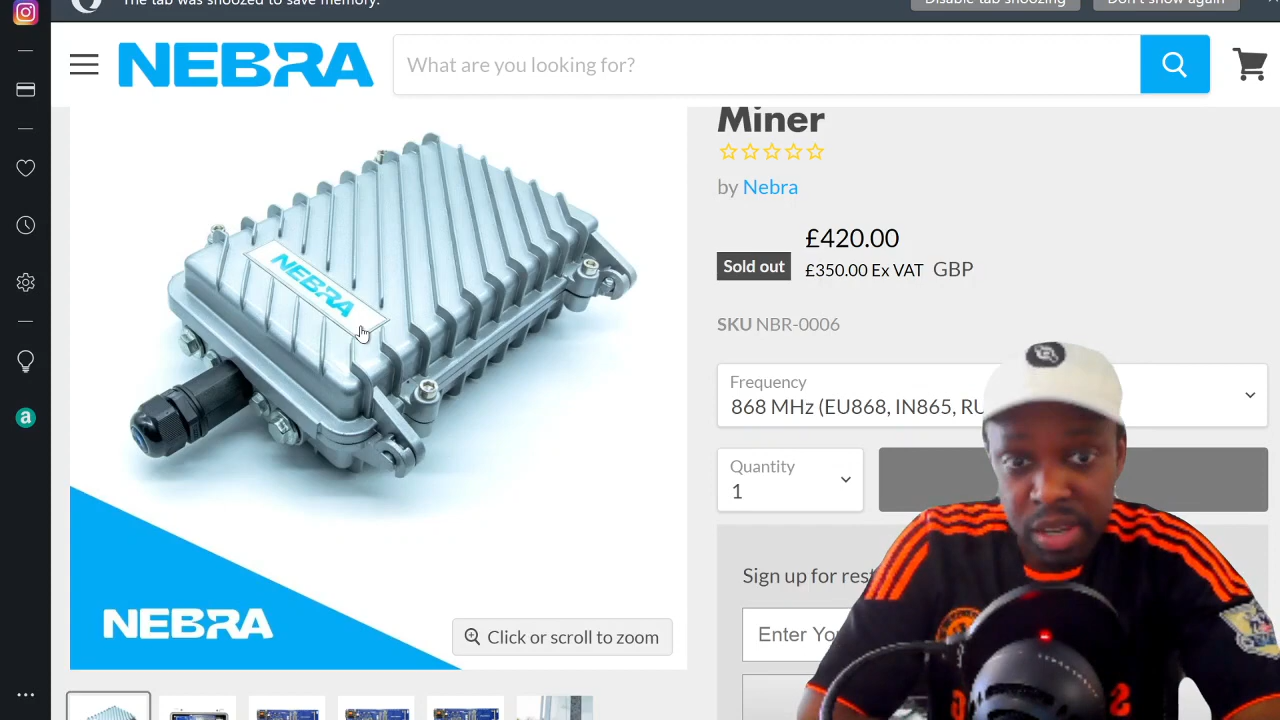 The tab was snoozed to save memory.
Disable tab snoozing
Don't show again
NEBRA
What are you looking for?
Miner
by Nebra
£420.00
Sold out
£350.00 Ex VAT GBP
SKU NBR-0006
Frequency
868 MHz (EU868, IN865, RU
Quantity
1
NEBRA
Sign up for res
Enter Yo
NEBRA
Click or scroll to zoom
a